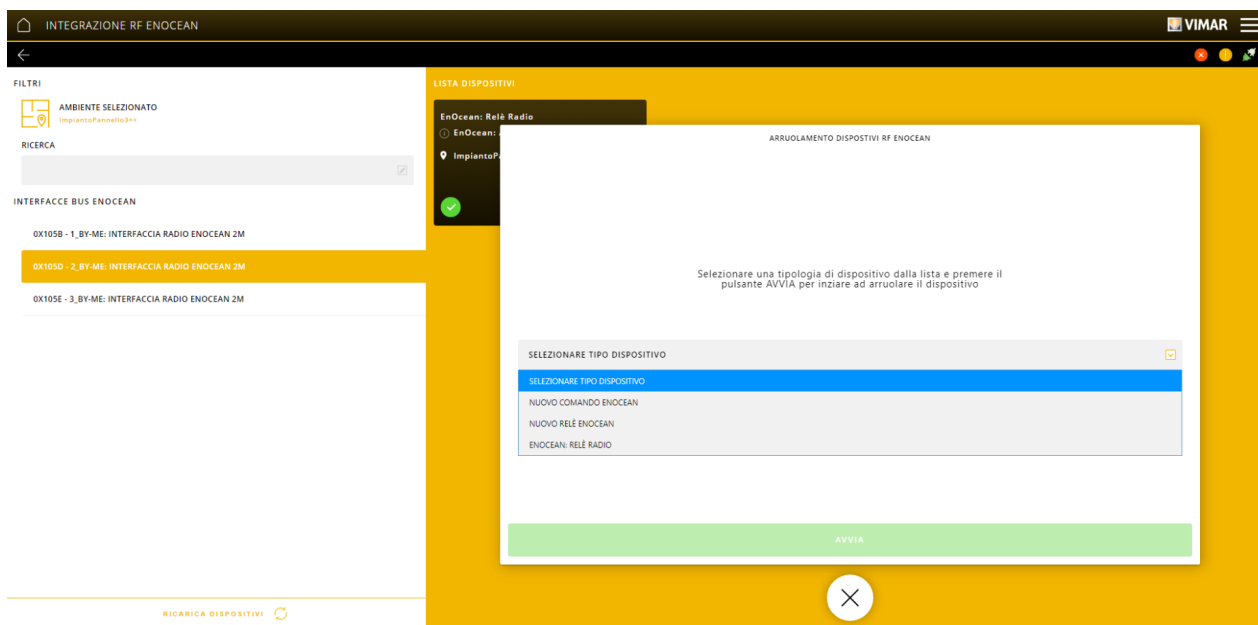 INTEGRAZIONE RF ENOCEAN
VIMAR
FILTRI
AMBIENTE SELEZIONATO
ImpiantoPannello3++
RICERCA
INTERFACCE BUS ENOCEAN
0X105B - 1_BY-ME: INTERFACCIA RADIO ENOCEAN 2M
0X105D - 2_BY-ME: INTERFACCIA RADIO ENOCEAN 2M
0X105E - 3_BY-ME: INTERFACCIA RADIO ENOCEAN 2M
RICARICA DISPOSITIVI
LISTA DISPOSITIVI
EnOcean: Relè Radio
EnOcean:
ImpiantoP
ARRUOLAMENTO DISPOSTIVI RF ENOCEAN
Selezionare una tipologia di dispositivo dalla lista e premere il
pulsante AVVIA per inziare ad arruolare il dispositivo
SELEZIONARE TIPO DISPOSITIVO
SELEZIONARE TIPO DISPOSITIVO
NUOVO COMANDO ENOCEAN
NUOVO RELÈ ENOCEAN
ENOCEAN: RELÈ RADIO
AVVIA